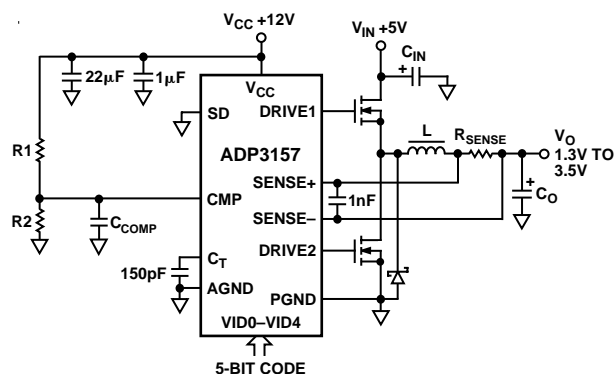 VCC +12V
VIN +5V
CIN
+
22μF
1μF
VCC
SD
DRIVE1
ADP3157
R1
L
RSENSE
VO
1.3V TO
3.5V
SENSE+
1nF
+
CO
R2
CCOMP
CMP
SENSE–
DRIVE2
CT
150pF
AGND
PGND
VID0–VID4
5-BIT CODE